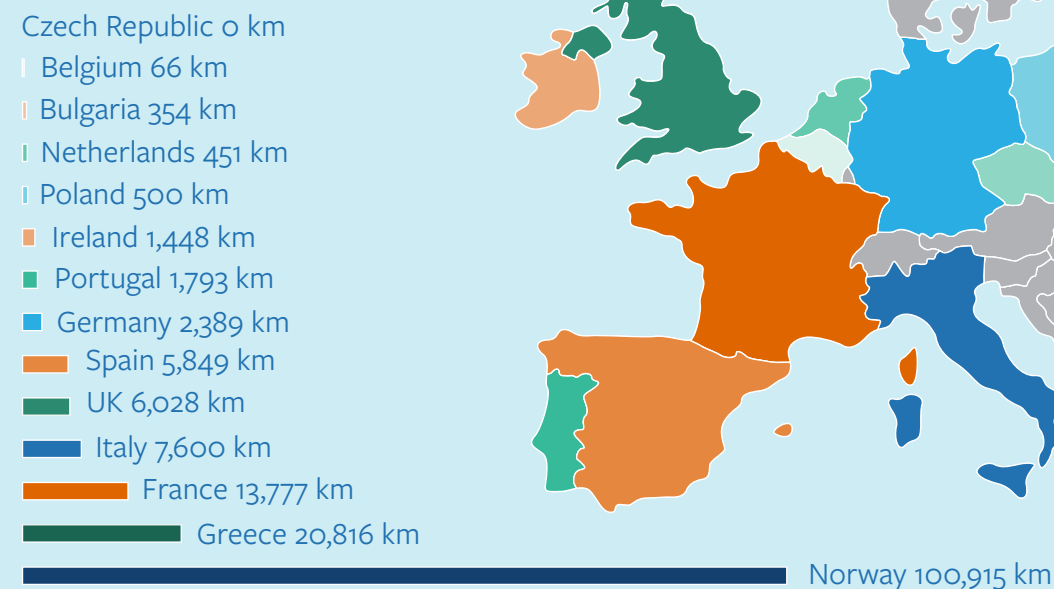 Czech Republic 0 km
Belgium 66 km
Bulgaria 354 km
Netherlands 451 km
Poland 500 km
Ireland 1,448 km
Portugal 1,793 km
Germany 2,389 km
Spain 5,849 km
UK 6,028 km
Italy 7,600 km
France 13,777 km
Greece 20,816 km
Norway 100,915 km